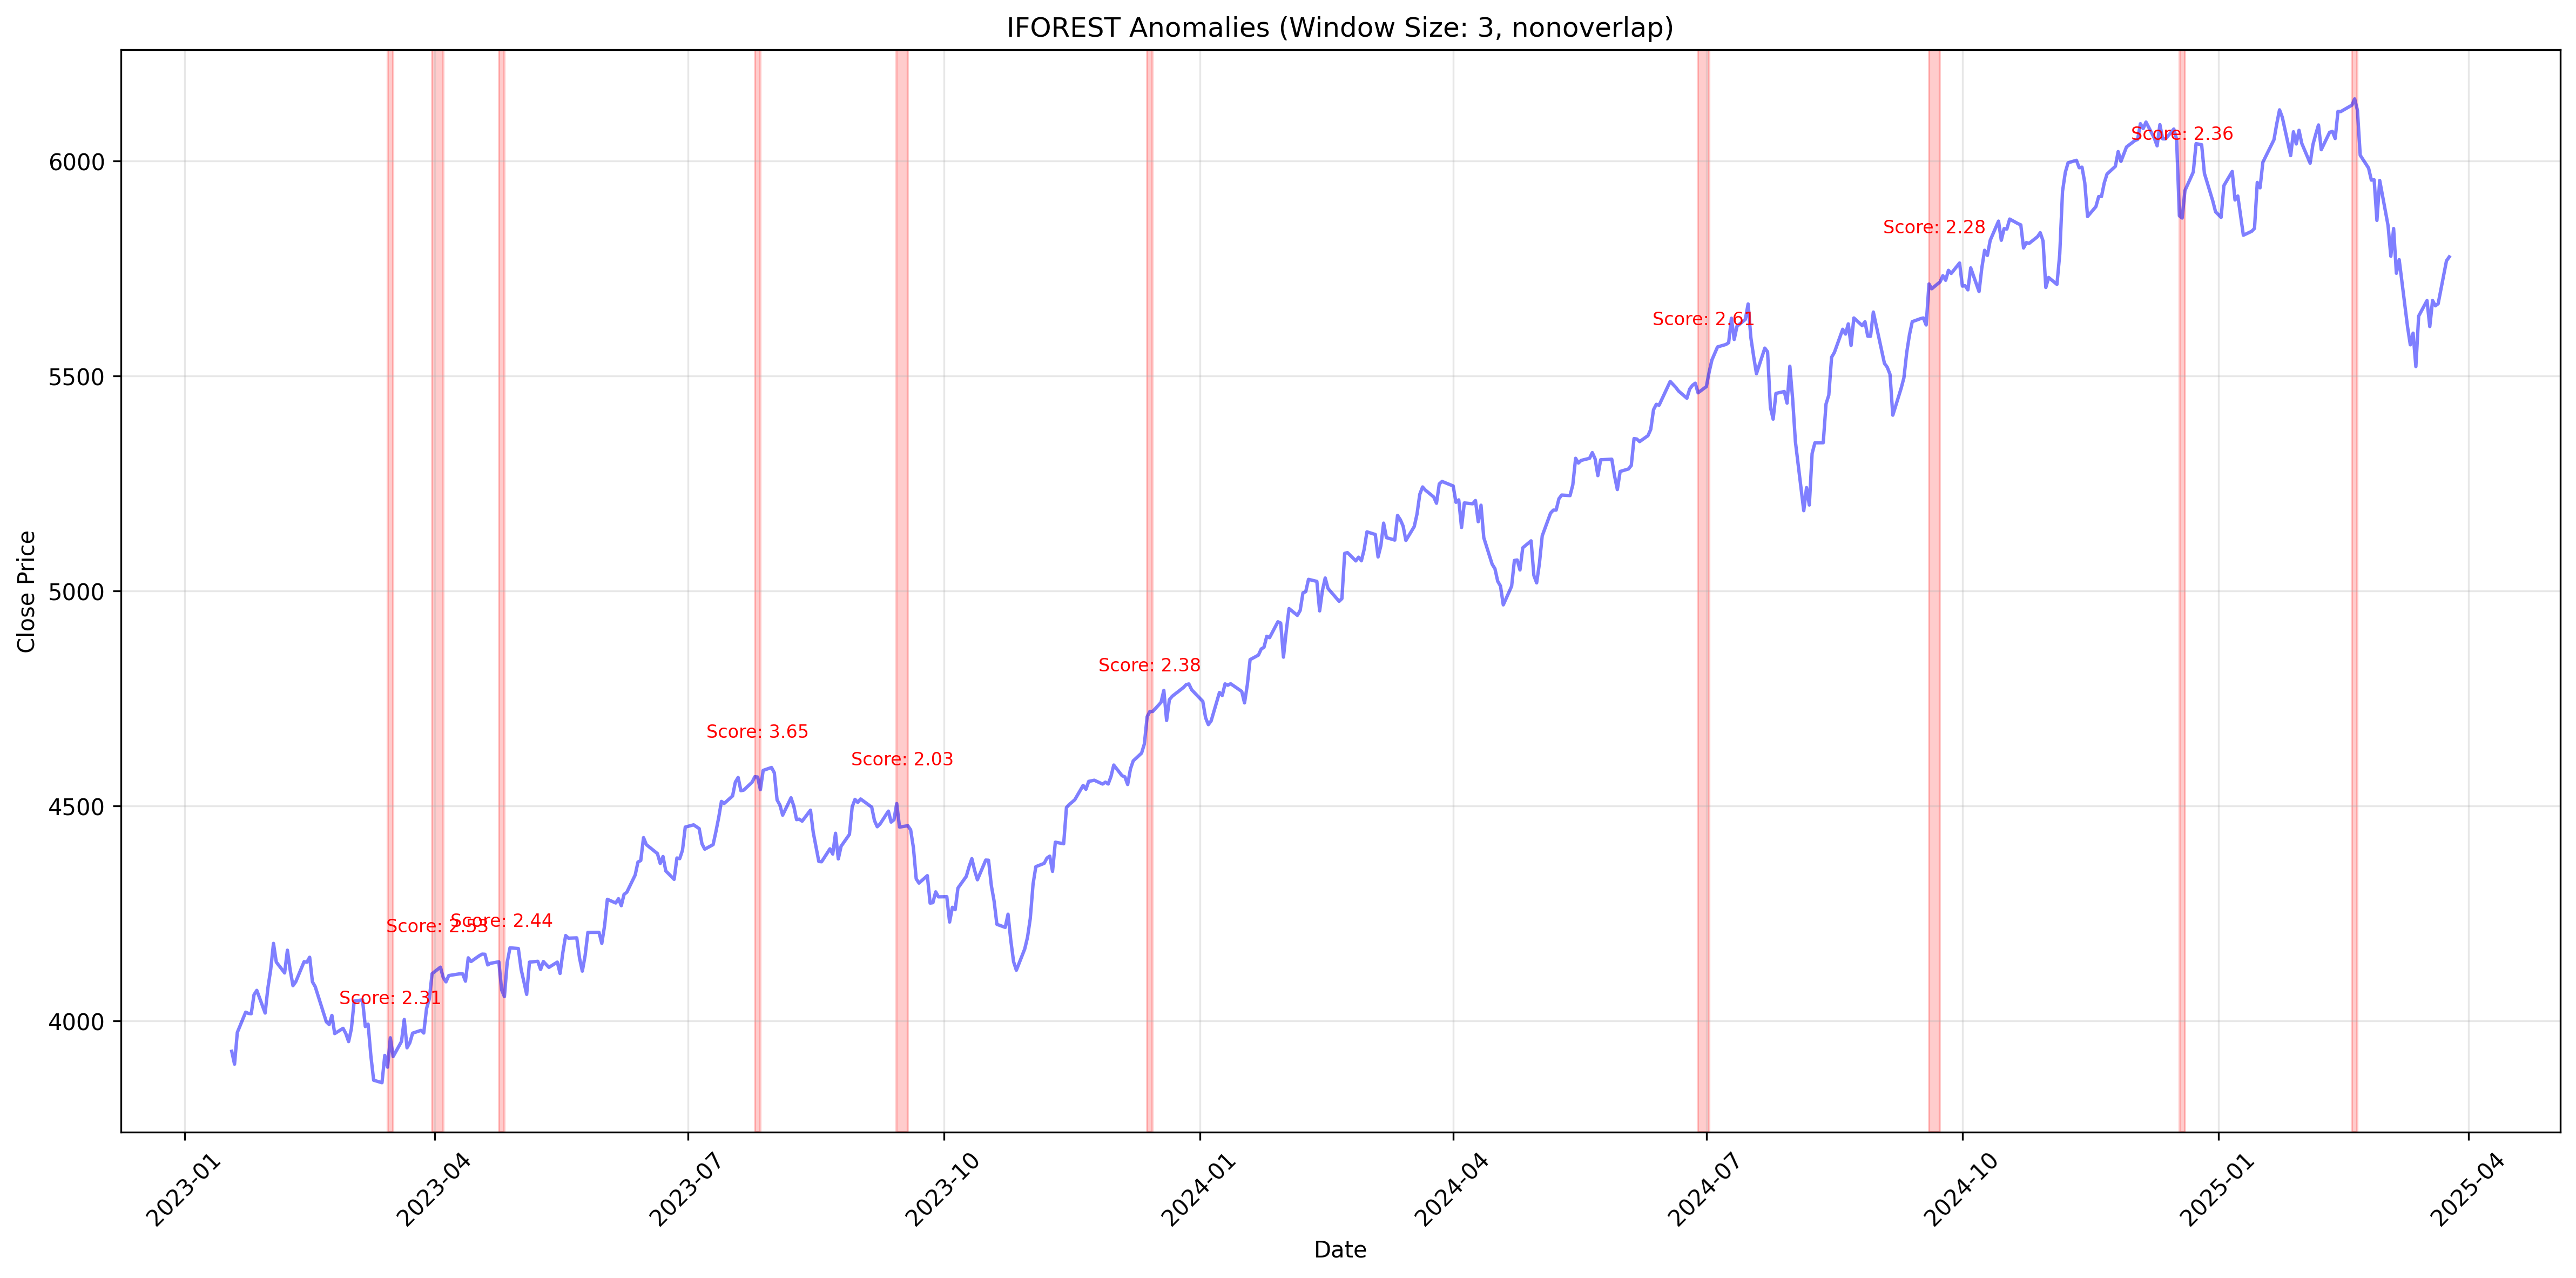 IFOREST Anomalies (Window Size: 3, nonoverlap)
Close Price
6000
5500
5000
4500
4000
Score: 2.31
Score: 2.53
Score: 2.44
Score: 3.65
Score: 2.03
Score: 2.38
Score: 2.61
Score: 2.28
Score: 2.36
2023-01
2023-04
2023-07
2023-10
2024-01
2024-04
2024-07
2024-10
2025-01
2025-04
Date